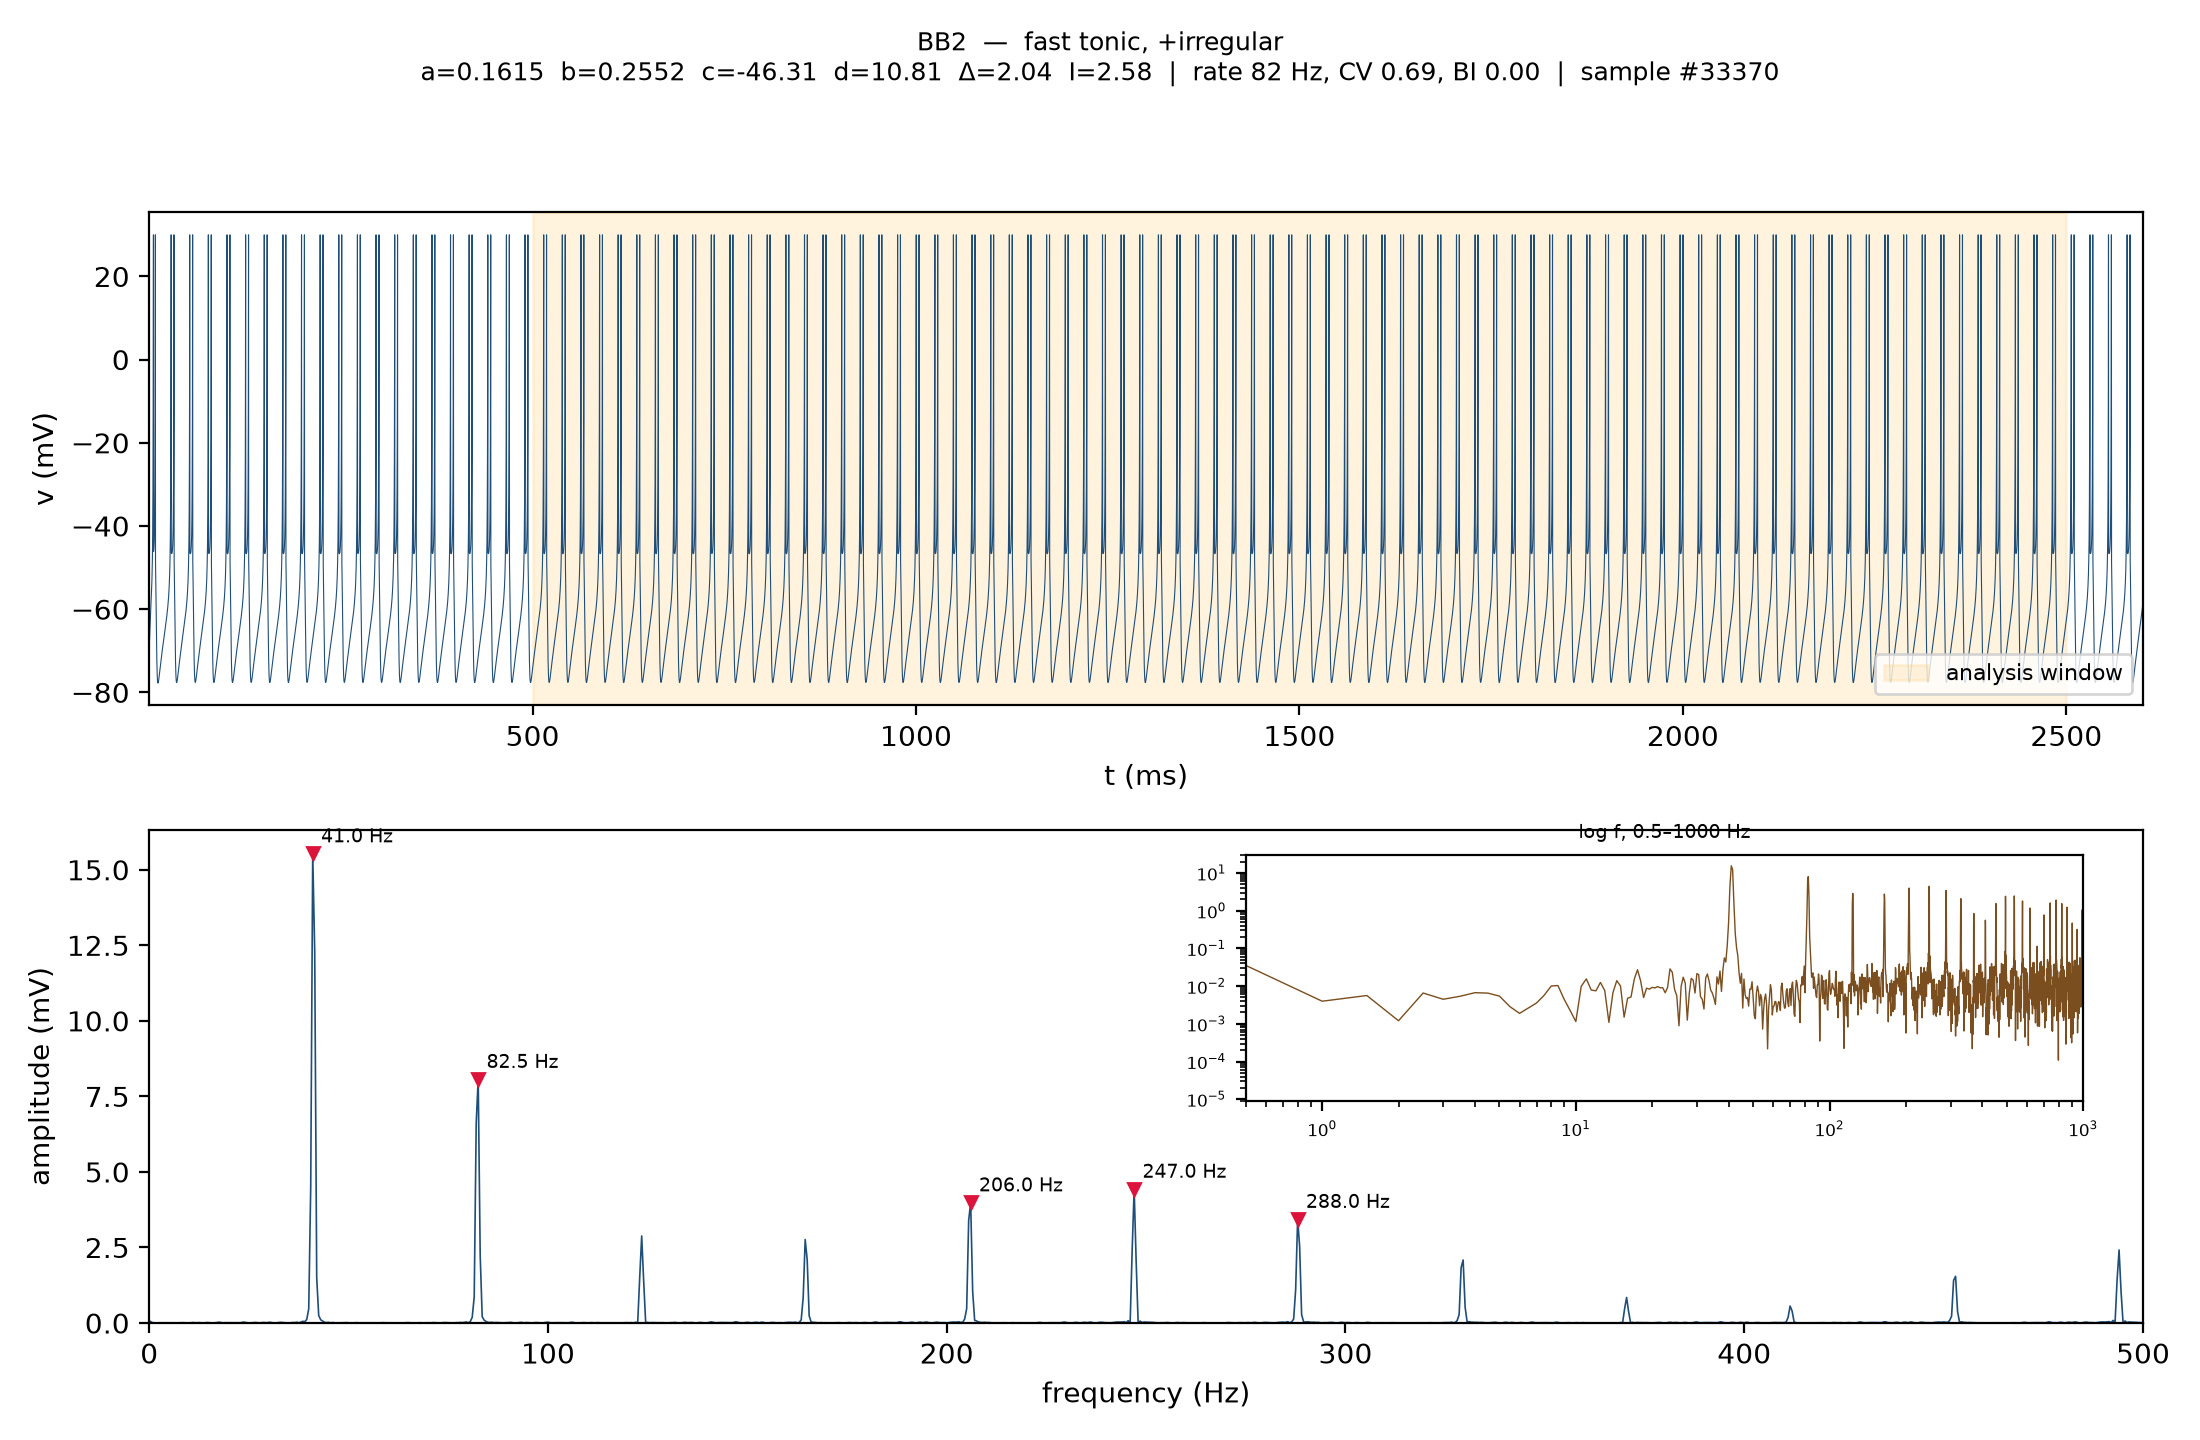 BB2 — fast tonic, +irregular
a=0.1615 b=0.2552 c=-46.31 d=10.81 Δ=2.04 I=2.58 | rate 82 Hz, CV 0.69, BI 0.00 | sample #33370
20
0
−20
−40
−60
−80
v (mV)
analysis window
500
1000
1500
2000
2500
t (ms)
41.0 Hz
82.5 Hz
206.0 Hz
247.0 Hz
288.0 Hz
log f, 0.5–1000 Hz
10¹
10⁰
10⁻¹
10⁻²
10⁻³
10⁻⁴
10⁻⁵
10⁰
10¹
10²
10³
15.0
12.5
10.0
7.5
5.0
2.5
0.0
amplitude (mV)
0
100
200
300
400
500
frequency (Hz)